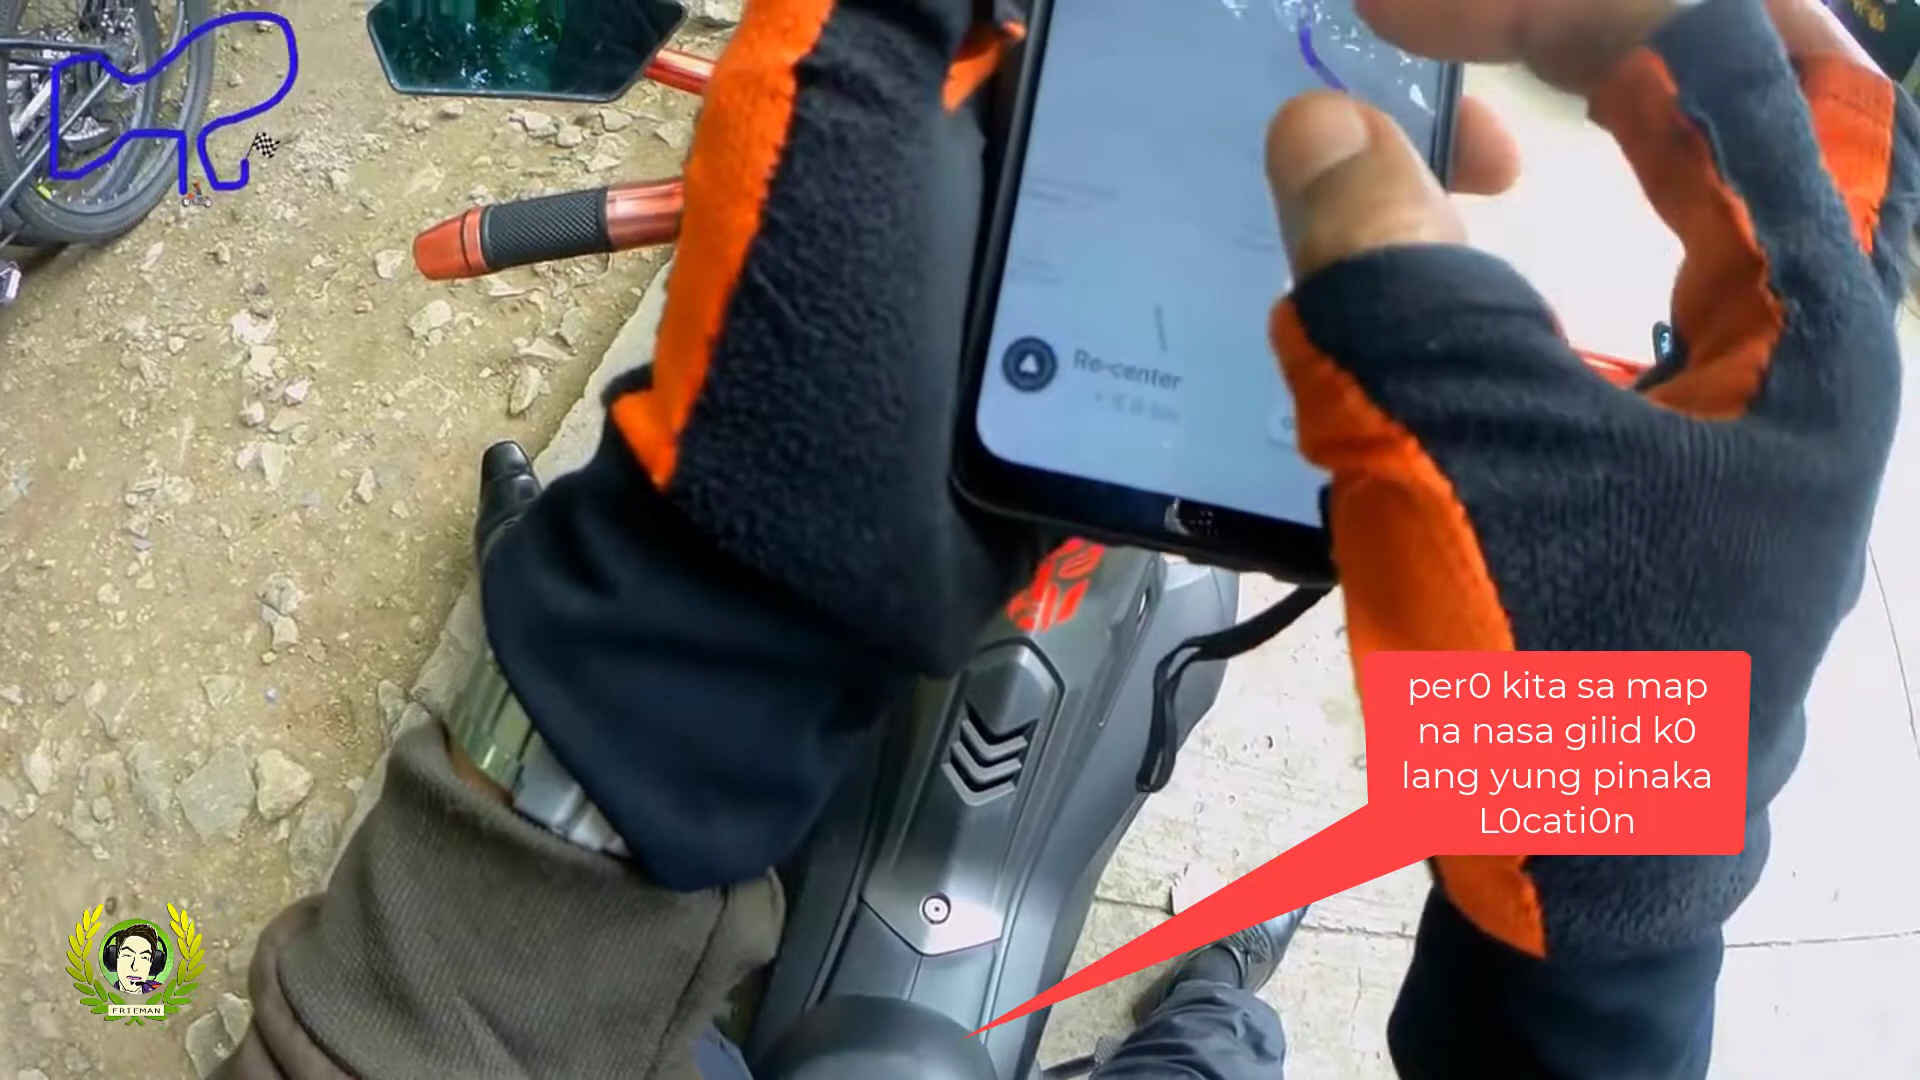 Re-center
per0 kita sa map
na nasa gilid k0
lang yung pinaka
L0cati0n
FRIEMAN